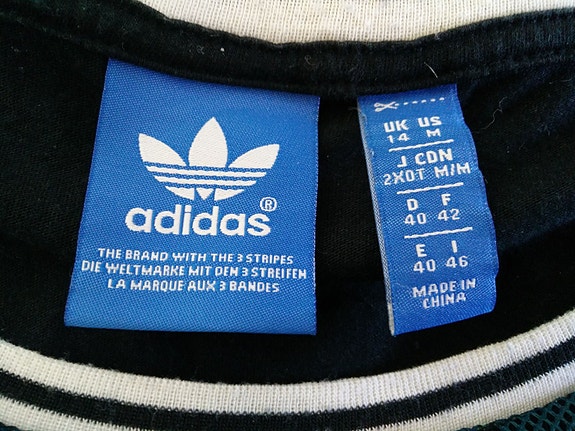 adidas®
THE BRAND WITH THE 3 STRIPES
DIE WELTMARKE MIT DEN 3 STREIFEN
LA MARQUE AUX 3 BANDES
UK US
14 M
J CDN
2XOT M/M
D F
40 42
E I
40 46
MADE IN
CHINA